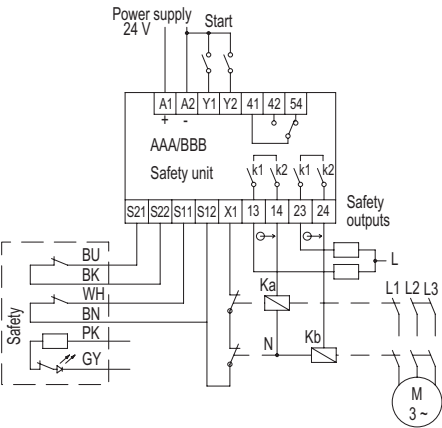 Power supply
24 V
Start
A1 A2 Y1 Y2 41 42 54
+ -
AAA/BBB
Safety unit
k1 k2 k1 k2
S21 S22 S11 S12 X1 13 14 23 24
Safety
outputs
L
BU
BK
WH
BN
PK
GY
Safety
Ka
N
Kb
L1 L2 L3
M
3 ~